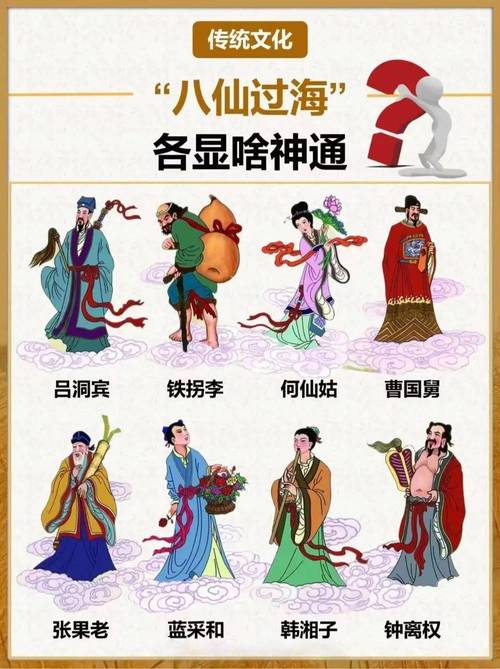 传统文化
“八仙过海”
各显啥神通
吕洞宾 铁拐李 何仙姑 曹国舅
张果老 蓝采和 韩湘子 钟离权